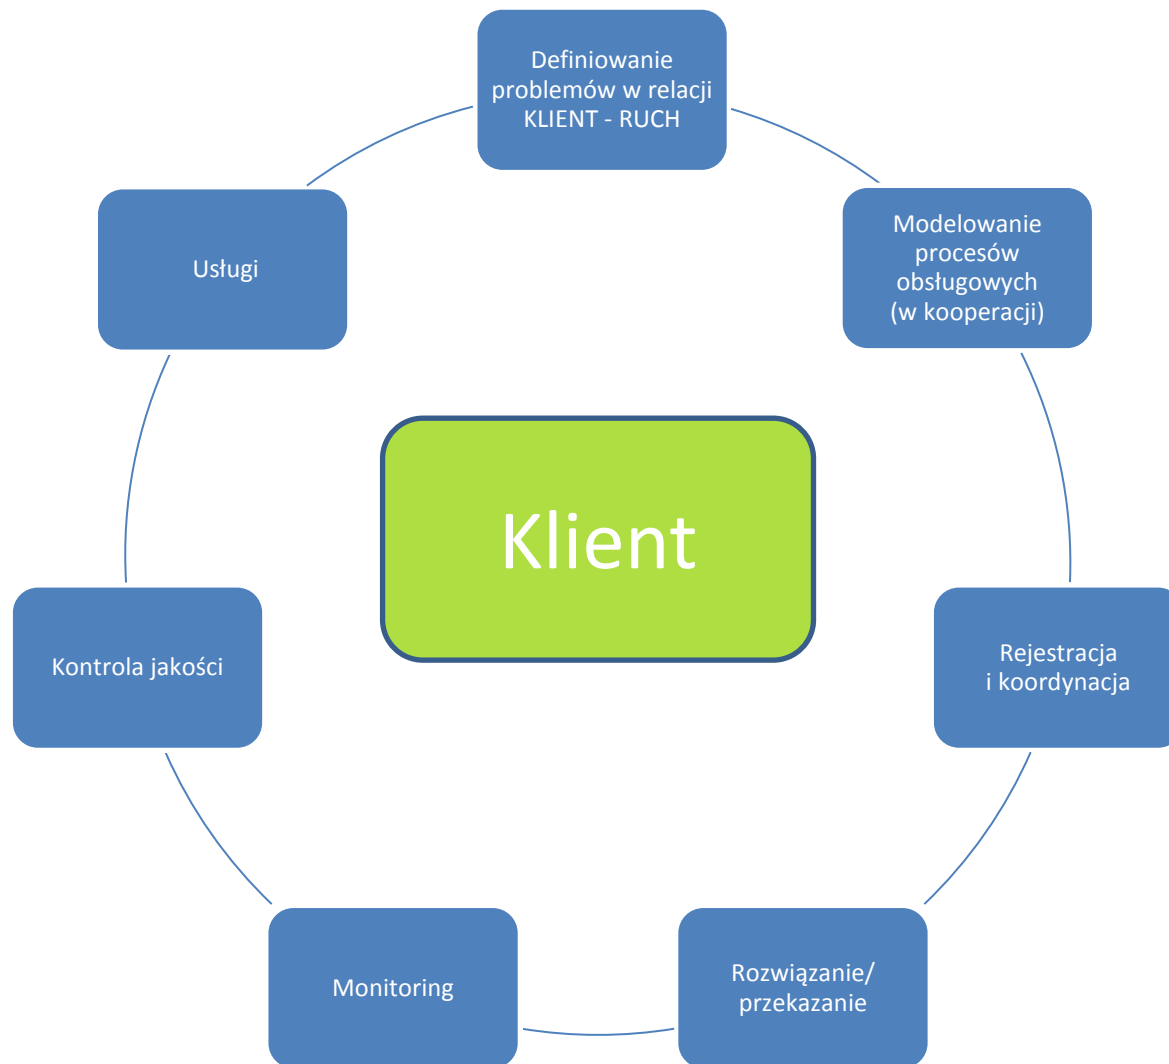 Definiowanie
problemów w relacji
KLIENT - RUCH
Modelowanie
procesów
obsługowych
(w kooperacji)
Usługi
Klient
Kontrola jakości
Rejestracja
i koordynacja
Monitoring
Rozwiązanie/
przekazanie